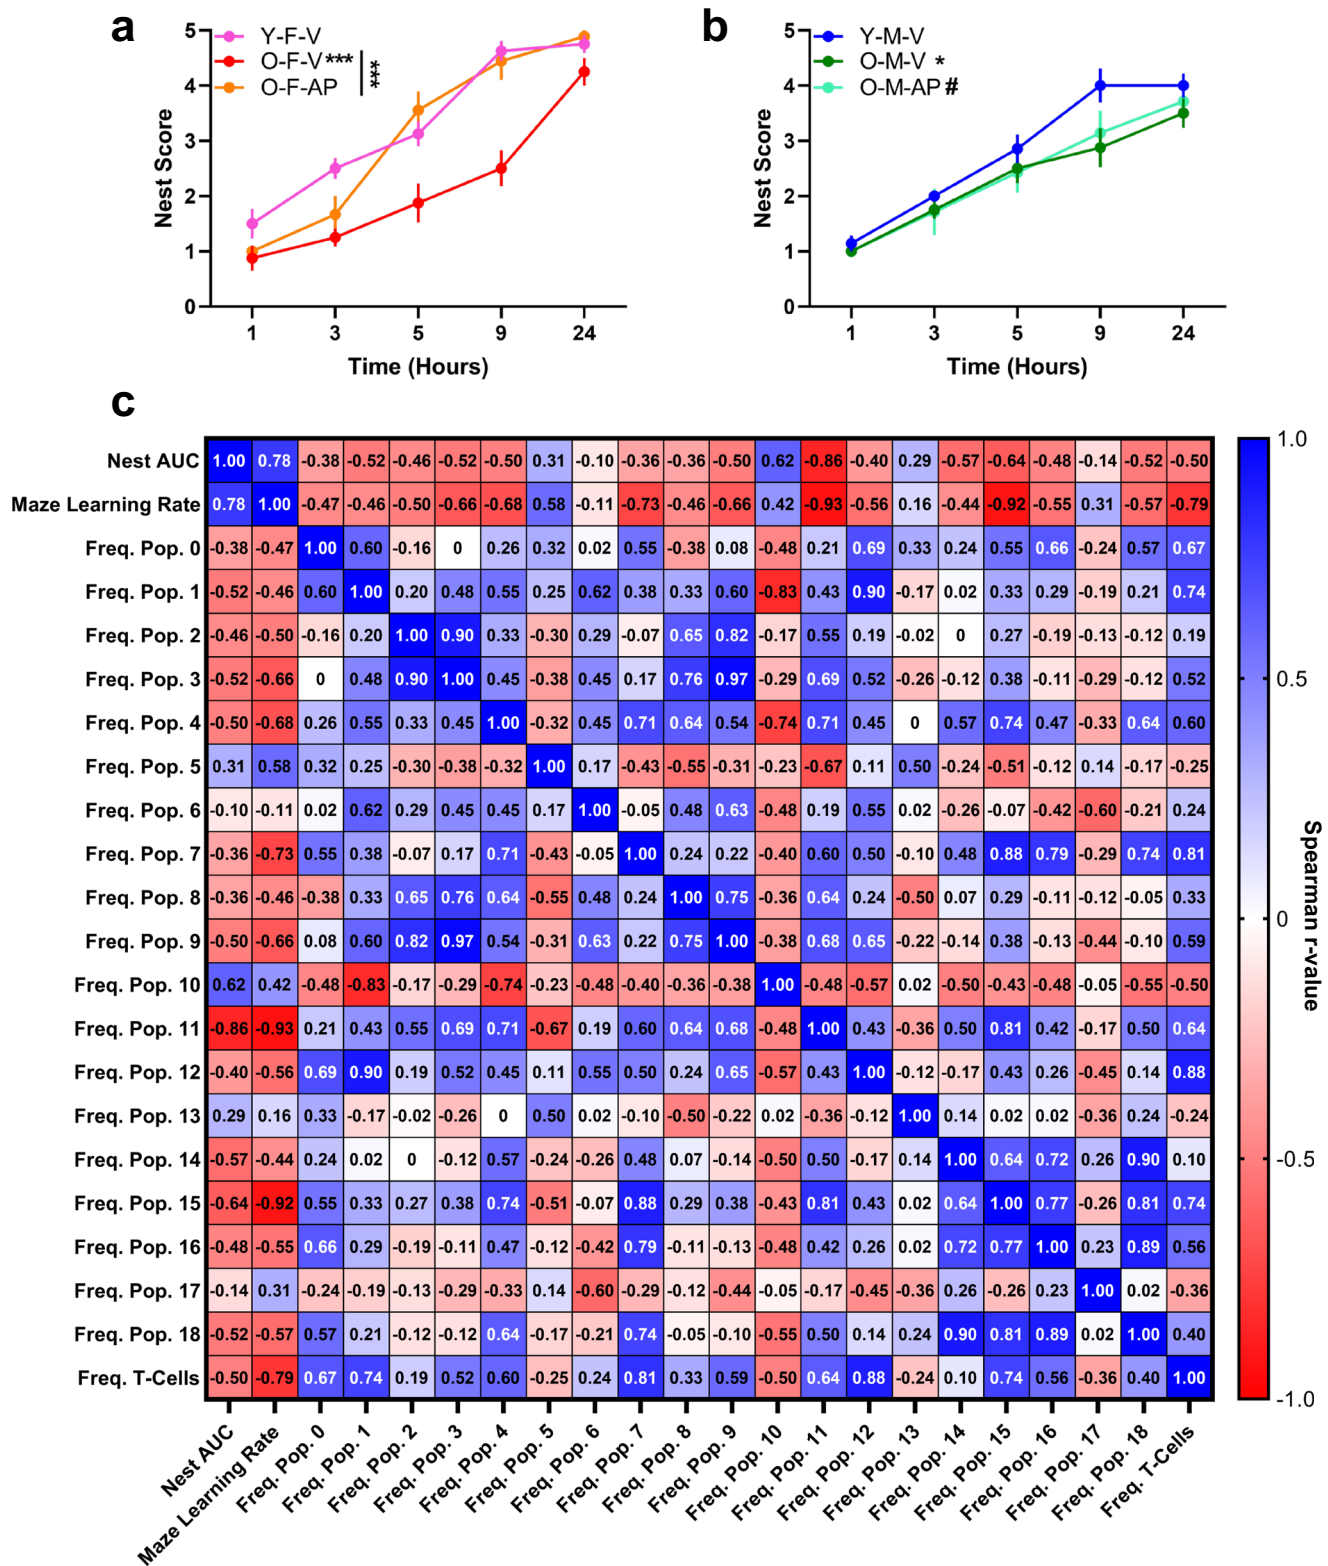 a
Y-F-V
O-F-V***
O-F-AP
***
Nest Score
5
4
3
2
1
0
1 3 5 9 24
Time (Hours)
b
Y-M-V
O-M-V *
O-M-AP#
Nest Score
5
4
3
2
1
0
1 3 5 9 24
Time (Hours)
c
Nest AUC 1.00 0.78 -0.38 -0.52 -0.46 -0.52 -0.50 0.31 -0.10 -0.36 -0.36 -0.50 0.62 -0.86 -0.40 0.29 -0.57 -0.64 -0.48 -0.14 -0.52 -0.50
Maze Learning Rate 0.78 1.00 -0.47 -0.46 -0.50 -0.66 -0.68 0.58 -0.11 -0.73 -0.46 -0.66 0.42 -0.93 -0.56 0.16 -0.44 -0.92 -0.55 0.31 -0.57 -0.79
Freq. Pop. 0 -0.38 -0.47 1.00 0.60 -0.16 0 0.26 0.32 0.02 0.55 -0.38 0.08 -0.48 0.21 0.69 0.33 0.24 0.55 0.66 -0.24 0.57 0.67
Freq. Pop. 1 -0.52 -0.46 0.60 1.00 0.20 0.48 0.55 0.25 0.62 0.38 0.33 0.60 -0.83 0.43 0.90 -0.17 0.02 0.33 0.29 -0.19 0.21 0.74
Freq. Pop. 2 -0.46 -0.50 -0.16 0.20 1.00 0.90 0.33 -0.30 0.29 -0.07 0.65 0.82 -0.17 0.55 0.19 -0.02 0 0.27 -0.19 -0.13 -0.12 0.19
Freq. Pop. 3 -0.52 -0.66 0 0.48 0.90 1.00 0.45 -0.38 0.45 0.17 0.76 0.97 -0.29 0.69 0.52 -0.26 -0.12 0.38 -0.11 -0.29 -0.12 0.52
Freq. Pop. 4 -0.50 -0.68 0.26 0.55 0.33 0.45 1.00 -0.32 0.45 0.71 0.64 0.54 -0.74 0.71 0.45 0 0.57 0.74 0.47 -0.33 0.64 0.60
Freq. Pop. 5 0.31 0.58 0.32 0.25 -0.30 -0.38 -0.32 1.00 0.17 -0.43 -0.55 -0.31 -0.23 -0.67 0.11 0.50 -0.24 -0.51 -0.12 0.14 -0.17 -0.25
Freq. Pop. 6 -0.10 -0.11 0.02 0.62 0.29 0.45 0.45 0.17 1.00 -0.05 0.48 0.63 -0.48 0.19 0.55 0.02 -0.26 -0.07 -0.42 -0.60 -0.21 0.24
Freq. Pop. 7 -0.36 -0.73 0.55 0.38 -0.07 0.17 0.71 -0.43 -0.05 1.00 0.24 0.22 -0.40 0.60 0.50 -0.10 0.48 0.88 0.79 -0.29 0.74 0.81
Freq. Pop. 8 -0.36 -0.46 -0.38 0.33 0.65 0.76 0.64 -0.55 0.48 0.24 1.00 0.75 -0.36 0.64 0.24 -0.50 0.07 0.29 -0.11 -0.12 -0.05 0.33
Freq. Pop. 9 -0.50 -0.66 0.08 0.60 0.82 0.97 0.54 -0.31 0.63 0.22 0.75 1.00 -0.38 0.68 0.65 -0.22 -0.14 0.38 -0.13 -0.44 -0.10 0.59
Freq. Pop. 10 0.62 0.42 -0.48 -0.83 -0.17 -0.29 -0.74 -0.23 -0.48 -0.40 -0.36 -0.38 1.00 -0.48 -0.57 0.02 -0.50 -0.43 -0.48 -0.05 -0.55 -0.50
Freq. Pop. 11 -0.86 -0.93 0.21 0.43 0.55 0.69 0.71 -0.67 0.19 0.60 0.64 0.68 -0.48 1.00 0.43 -0.36 0.50 0.81 0.42 -0.17 0.50 0.64
Freq. Pop. 12 -0.40 -0.56 0.69 0.90 0.19 0.52 0.45 0.11 0.55 0.50 0.24 0.65 -0.57 0.43 1.00 -0.12 -0.17 0.43 0.26 -0.45 0.14 0.88
Freq. Pop. 13 0.29 0.16 0.33 -0.17 -0.02 -0.26 0 0.50 0.02 -0.10 -0.50 -0.22 0.02 -0.36 -0.12 1.00 0.14 0.02 0.02 -0.36 0.24 -0.24
Freq. Pop. 14 -0.57 -0.44 0.24 0.02 0 -0.12 0.57 -0.24 -0.26 0.48 0.07 -0.14 -0.50 0.50 -0.17 0.14 1.00 0.64 0.72 0.26 0.90 0.10
Freq. Pop. 15 -0.64 -0.92 0.55 0.33 0.27 0.38 0.74 -0.51 -0.07 0.88 0.29 0.38 -0.43 0.81 0.43 0.02 0.64 1.00 0.77 -0.26 0.81 0.74
Freq. Pop. 16 -0.48 -0.55 0.66 0.29 -0.19 -0.11 0.47 -0.12 -0.42 0.79 -0.11 -0.13 -0.48 0.42 0.26 0.02 0.72 0.77 1.00 0.23 0.89 0.56
Freq. Pop. 17 -0.14 0.31 -0.24 -0.19 -0.13 -0.29 -0.33 0.14 -0.60 -0.29 -0.12 -0.44 -0.05 -0.17 -0.45 -0.36 0.26 -0.26 0.23 1.00 0.02 -0.36
Freq. Pop. 18 -0.52 -0.57 0.57 0.21 -0.12 -0.12 0.64 -0.17 -0.21 0.74 -0.05 -0.10 -0.55 0.50 0.14 0.24 0.90 0.81 0.89 0.02 1.00 0.40
Freq. T-Cells -0.50 -0.79 0.67 0.74 0.19 0.52 0.60 -0.25 0.24 0.81 0.33 0.59 -0.50 0.64 0.88 -0.24 0.10 0.74 0.56 -0.36 0.40 1.00
Nest AUC
Maze Learning Rate
Freq. Pop. 0
Freq. Pop. 1
Freq. Pop. 2
Freq. Pop. 3
Freq. Pop. 4
Freq. Pop. 5
Freq. Pop. 6
Freq. Pop. 7
Freq. Pop. 8
Freq. Pop. 9
Freq. Pop. 10
Freq. Pop. 11
Freq. Pop. 12
Freq. Pop. 13
Freq. Pop. 14
Freq. Pop. 15
Freq. Pop. 16
Freq. Pop. 17
Freq. Pop. 18
Freq. T-Cells
1.0
0.5
0
-0.5
-1.0
Spearman r-value